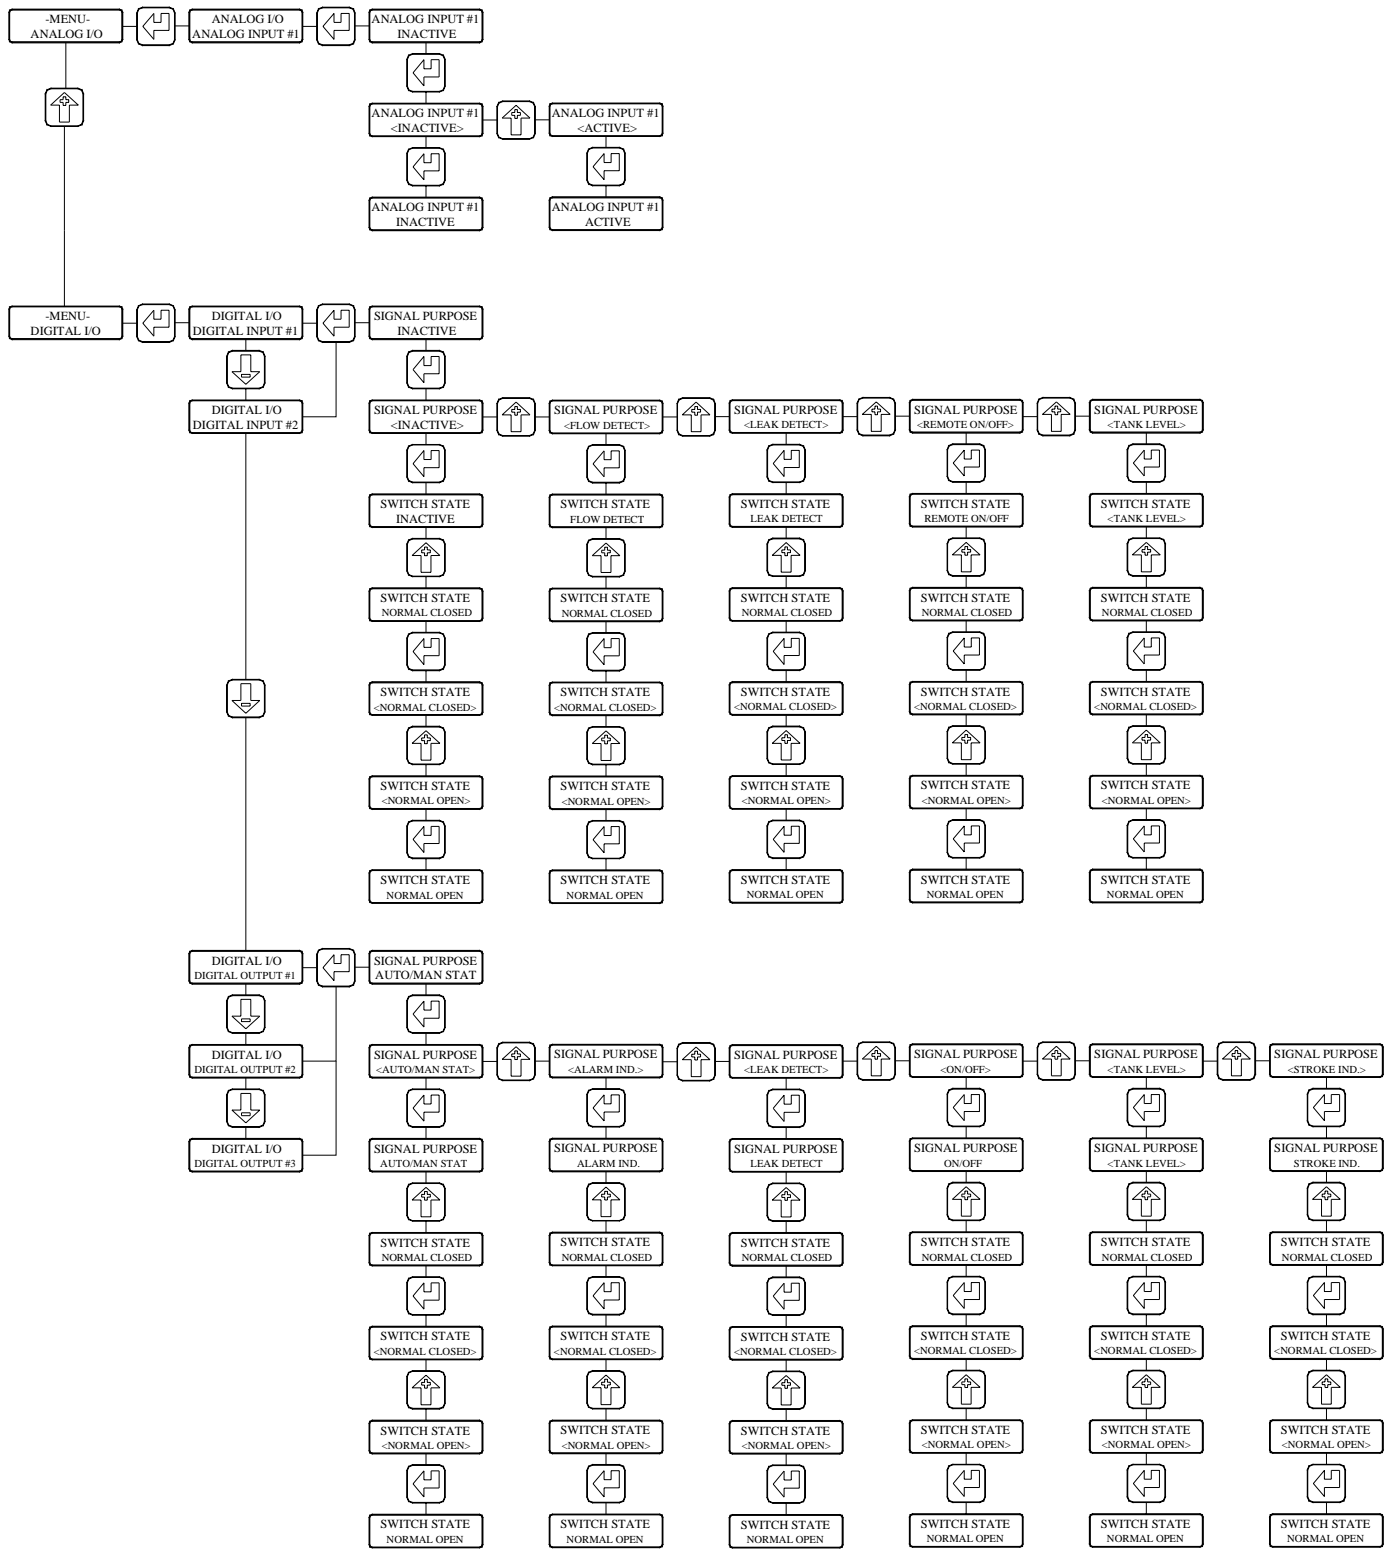 -MENU-
ANALOG I/O
ANALOG I/O
ANALOG INPUT #1
ANALOG INPUT #1
INACTIVE
ANALOG INPUT #1
<INACTIVE>
ANALOG INPUT #1
<ACTIVE>
ANALOG INPUT #1
INACTIVE
ANALOG INPUT #1
ACTIVE
-MENU-
DIGITAL I/O
DIGITAL I/O
DIGITAL INPUT #1
SIGNAL PURPOSE
INACTIVE
DIGITAL I/O
DIGITAL INPUT #2
SIGNAL PURPOSE
<INACTIVE>
SIGNAL PURPOSE
<FLOW DETECT>
SIGNAL PURPOSE
<LEAK DETECT>
SIGNAL PURPOSE
<REMOTE ON/OFF>
SIGNAL PURPOSE
<TANK LEVEL>
SWITCH STATE
INACTIVE
SWITCH STATE
FLOW DETECT
SWITCH STATE
LEAK DETECT
SWITCH STATE
REMOTE ON/OFF
SWITCH STATE
<TANK LEVEL>
SWITCH STATE
NORMAL CLOSED
SWITCH STATE
NORMAL CLOSED
SWITCH STATE
NORMAL CLOSED
SWITCH STATE
NORMAL CLOSED
SWITCH STATE
NORMAL CLOSED
SWITCH STATE
<NORMAL CLOSED>
SWITCH STATE
<NORMAL CLOSED>
SWITCH STATE
<NORMAL CLOSED>
SWITCH STATE
<NORMAL CLOSED>
SWITCH STATE
<NORMAL CLOSED>
SWITCH STATE
<NORMAL OPEN>
SWITCH STATE
<NORMAL OPEN>
SWITCH STATE
<NORMAL OPEN>
SWITCH STATE
<NORMAL OPEN>
SWITCH STATE
<NORMAL OPEN>
SWITCH STATE
NORMAL OPEN
SWITCH STATE
NORMAL OPEN
SWITCH STATE
NORMAL OPEN
SWITCH STATE
NORMAL OPEN
SWITCH STATE
NORMAL OPEN
DIGITAL I/O
DIGITAL OUTPUT #1
SIGNAL PURPOSE
AUTO/MAN STAT
DIGITAL I/O
DIGITAL OUTPUT #2
SIGNAL PURPOSE
<AUTO/MAN STAT>
SIGNAL PURPOSE
<ALARM IND.>
SIGNAL PURPOSE
<LEAK DETECT>
SIGNAL PURPOSE
<ON/OFF>
SIGNAL PURPOSE
<TANK LEVEL>
SIGNAL PURPOSE
<STROKE IND.>
DIGITAL I/O
DIGITAL OUTPUT #3
SIGNAL PURPOSE
AUTO/MAN STAT
SIGNAL PURPOSE
ALARM IND.
SIGNAL PURPOSE
LEAK DETECT
SIGNAL PURPOSE
ON/OFF
SIGNAL PURPOSE
<TANK LEVEL>
SIGNAL PURPOSE
STROKE IND.
SWITCH STATE
NORMAL CLOSED
SWITCH STATE
NORMAL CLOSED
SWITCH STATE
NORMAL CLOSED
SWITCH STATE
NORMAL CLOSED
SWITCH STATE
NORMAL CLOSED
SWITCH STATE
NORMAL CLOSED
SWITCH STATE
<NORMAL CLOSED>
SWITCH STATE
<NORMAL CLOSED>
SWITCH STATE
<NORMAL CLOSED>
SWITCH STATE
<NORMAL CLOSED>
SWITCH STATE
<NORMAL CLOSED>
SWITCH STATE
<NORMAL CLOSED>
SWITCH STATE
<NORMAL OPEN>
SWITCH STATE
<NORMAL OPEN>
SWITCH STATE
<NORMAL OPEN>
SWITCH STATE
<NORMAL OPEN>
SWITCH STATE
<NORMAL OPEN>
SWITCH STATE
<NORMAL OPEN>
SWITCH STATE
NORMAL OPEN
SWITCH STATE
NORMAL OPEN
SWITCH STATE
NORMAL OPEN
SWITCH STATE
NORMAL OPEN
SWITCH STATE
NORMAL OPEN
SWITCH STATE
NORMAL OPEN